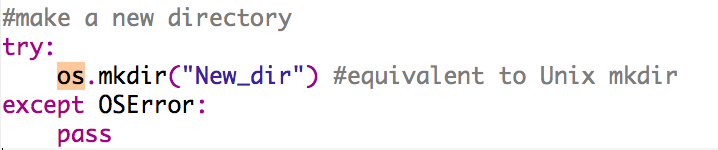 #make a new directory
try:
    os.mkdir("New_dir") #equivalent to Unix mkdir
except OSError:
    pass